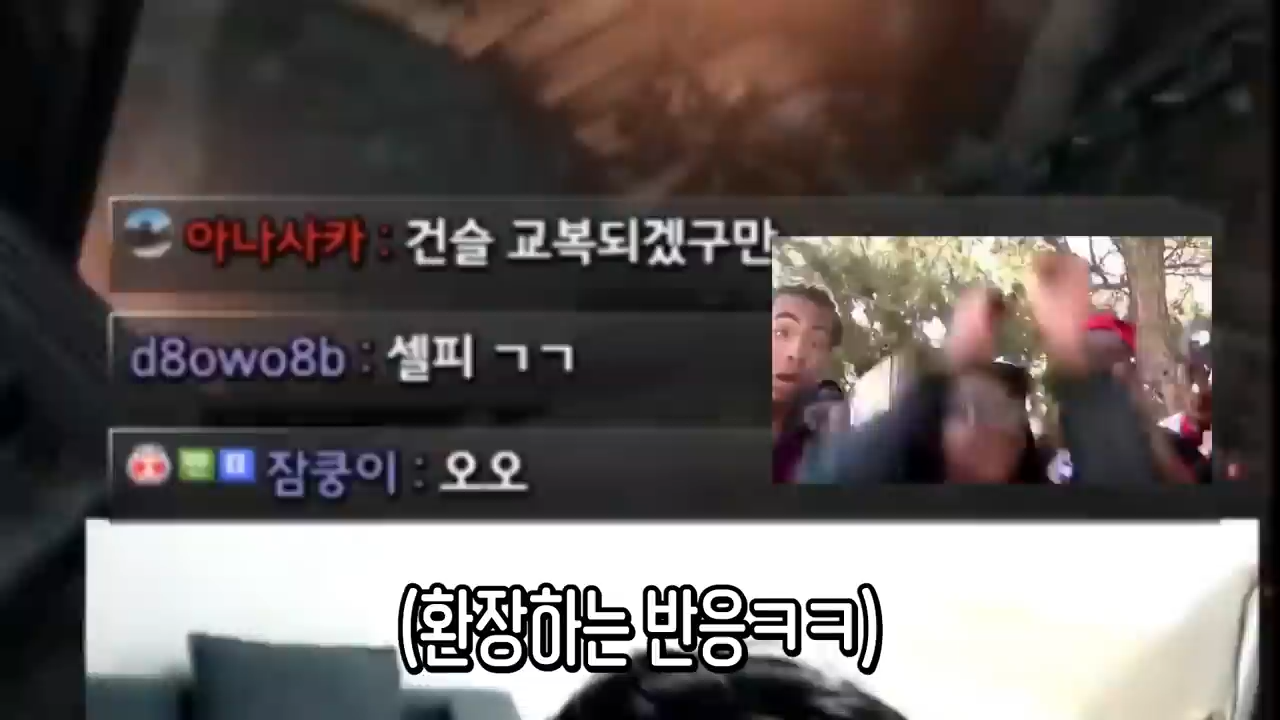 아나사카 : 건슬 교복되겠구만
d8owo8b : 셀피 ㄱㄱ
잠쿵이 : 오오
(환장하는 반응ㅋㅋ)